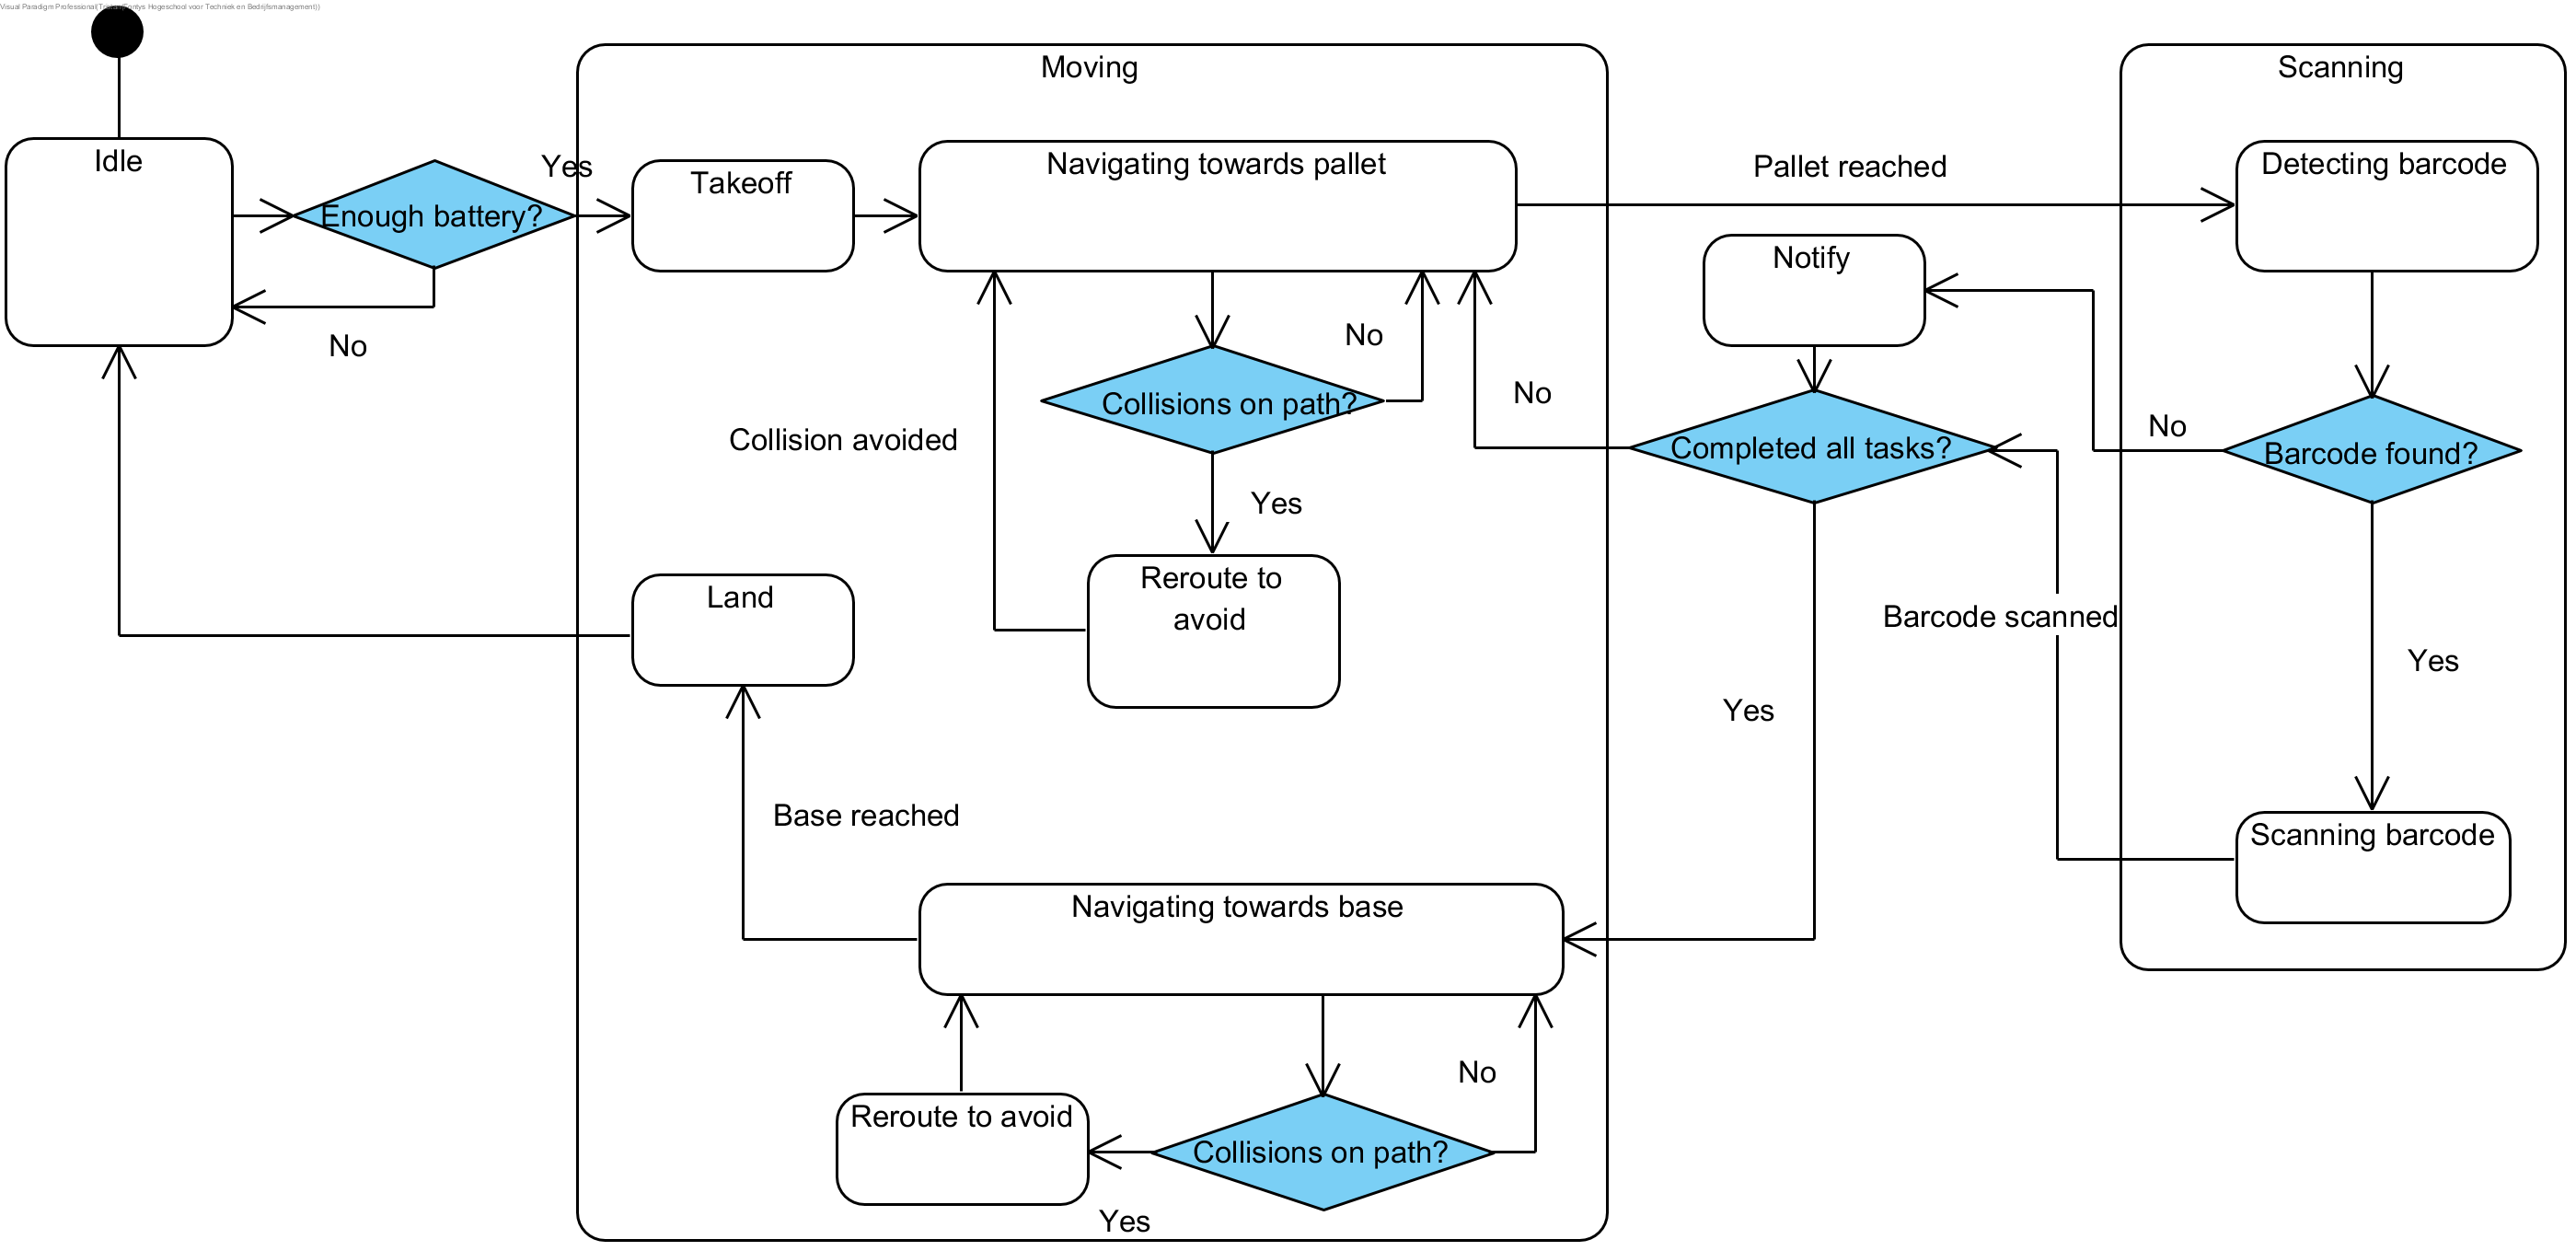 Visual Paradigm Professional(Tristan(Fontys Hogeschool voor Techniek en Bedrijfsmanagement))
Moving
Scanning
Idle
Enough battery?
Yes
No
Takeoff
Navigating towards pallet
Pallet reached
Detecting barcode
Notify
No
Collisions on path?
No
Completed all tasks?
No
Barcode found?
Collision avoided
Yes
Reroute to
avoid
Land
Barcode scanned
Yes
Yes
Base reached
Scanning barcode
Navigating towards base
No
Reroute to avoid
Collisions on path?
Yes